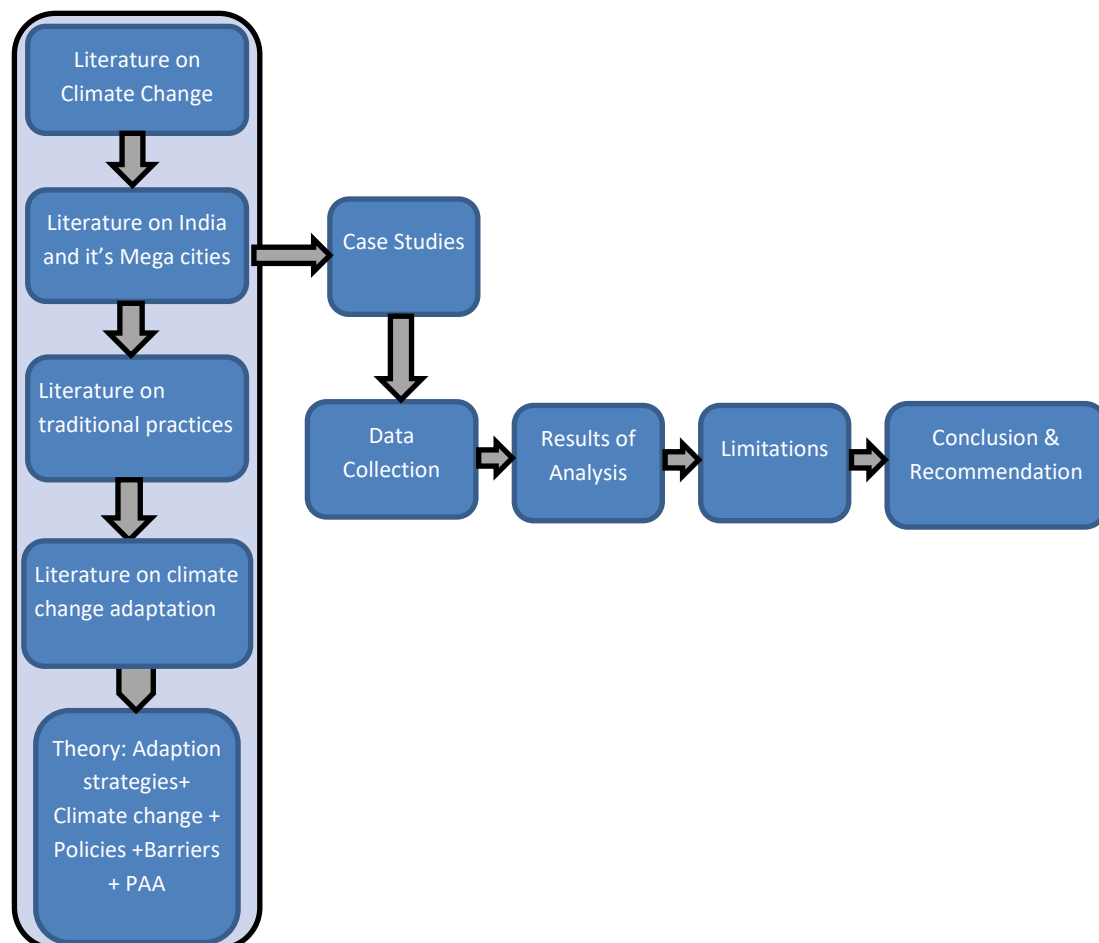 Literature on
Climate Change
Literature on India
and it’s Mega cities
Literature on
traditional practices
Literature on climate
change adaptation
Theory: Adaption
strategies+
Climate change +
Policies +Barriers
+ PAA
Case Studies
Data
Collection
Results of
Analysis
Limitations
Conclusion &
Recommendation